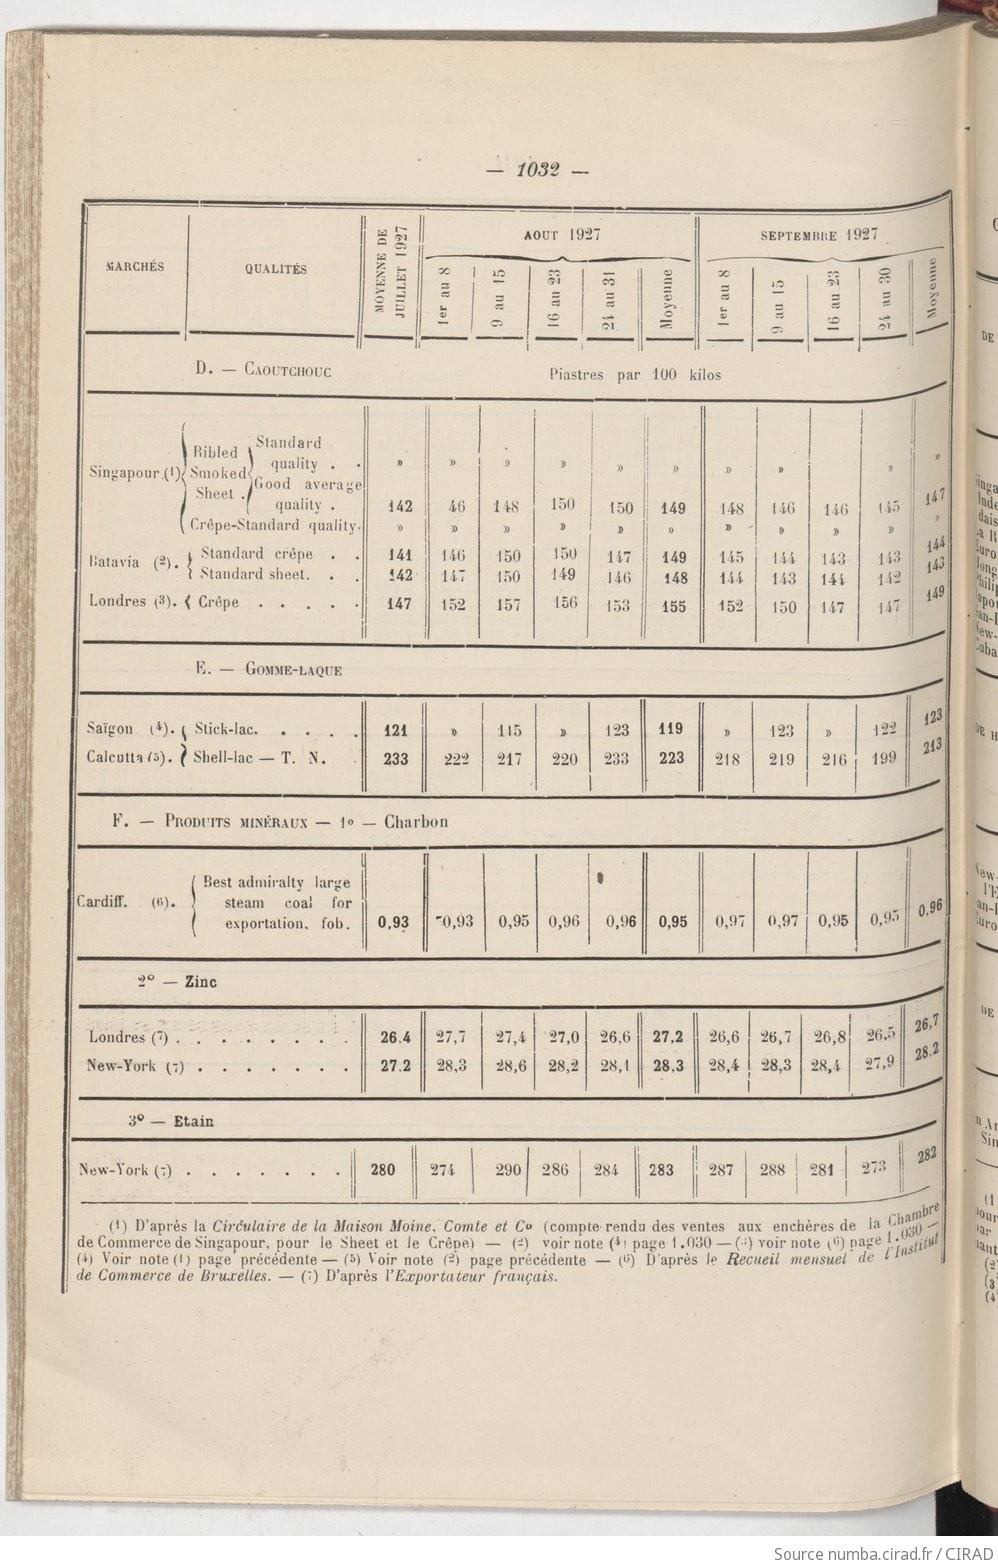 — 1032 —
MARCHÉS QUALITÉS MOYENNE DE JUILLET 1927 AOUT 1927 SEPTEMBRE 1927
1er au 8 9 au 15 16 au 23 24 au 31 Moyenne 1er au 8 9 au 15 16 au 23 24 au 30 Moyenne
D. — CAOUTCHOUC Piastres par 100 kilos
Singapour (1) Ribled Smoked Sheet . Standard quality . . » » » » » » » » » »
Good average quality . 142 46 148 150 150 149 148 146 146 145 147
Crêpe-Standard quality. » » » » » » » » » » »
Batavia (2). Standard crêpe . . 141 146 150 150 147 149 145 144 143 143 144
Standard sheet. . . 142 147 150 149 146 148 144 143 144 142 143
Londres (3). Crêpe . . . . . 147 152 157 156 153 155 152 150 147 147 149
E. — GOMME-LAQUE
Saïgon (4). Stick-lac. . . . . 121 » 115 » 123 119 » 123 » 122 123
Calcutta (5). Shell-lac — T. N. . 233 222 217 220 233 223 218 219 216 199 213
F. — PRODUITS MINÉRAUX — 1º — Charbon
Cardiff. (6). Best admiralty large
steam coal for
exportation, fob. 0,93 0,93 0,95 0,96 0,96 0,95 0,97 0,97 0,95 0,95 0,96
2º — Zinc
Londres (7) . . . . . . . . 26.4 27,7 27,4 27,0 26,6 27,2 26,6 26,7 26,8 26,5 26,7
New-York (7) . . . . . . . 27.2 28,3 28,6 28,2 28,1 28,3 28,4 28,3 28,4 27,9 28.2
3º — Etain
New-York (7) . . . . . . . 280 274 290 286 284 283 287 288 281 273 282
(1) D'après la Circulaire de la Maison Moine, Comte et Cº (compte rendu des ventes aux enchères de la Chambre
de Commerce de Singapour, pour le Sheet et le Crêpe) — (2) voir note (4) page 1.030 — (3) voir note (6) page 1.030 —
(4) Voir note (1) page précédente — (5) Voir note (2) page précédente — (6) D'après le Recueil mensuel de l'Institut
de Commerce de Bruxelles. — (7) D'après l'Exportateur français.
Source numba.cirad.fr / CIRAD